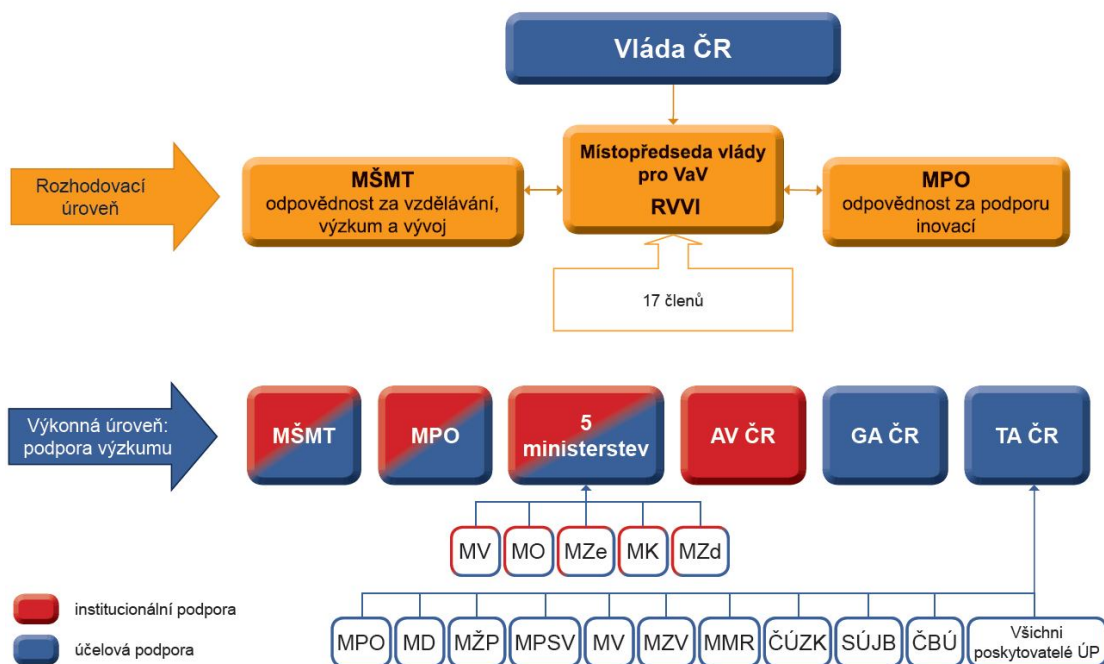 Vláda ČR
Rozhodovací
úroveň
MŠMT
odpovědnost za vzdělávání,
výzkum a vývoj
Místopředseda vlády
pro VaV
RVVI
MPO
odpovědnost za podporu
inovací
17 členů
Výkonná úroveň:
podpora výzkumu
MŠMT
MPO
5
ministerstev
AV ČR
GA ČR
TA ČR
MV
MO
MZe
MK
MZd
institucionální podpora
účelová podpora
MPO
MD
MŽP
MPSV
MV
MZV
MMR
ČÚZK
SÚJB
ČBÚ
Všichni
poskytovatelé ÚP